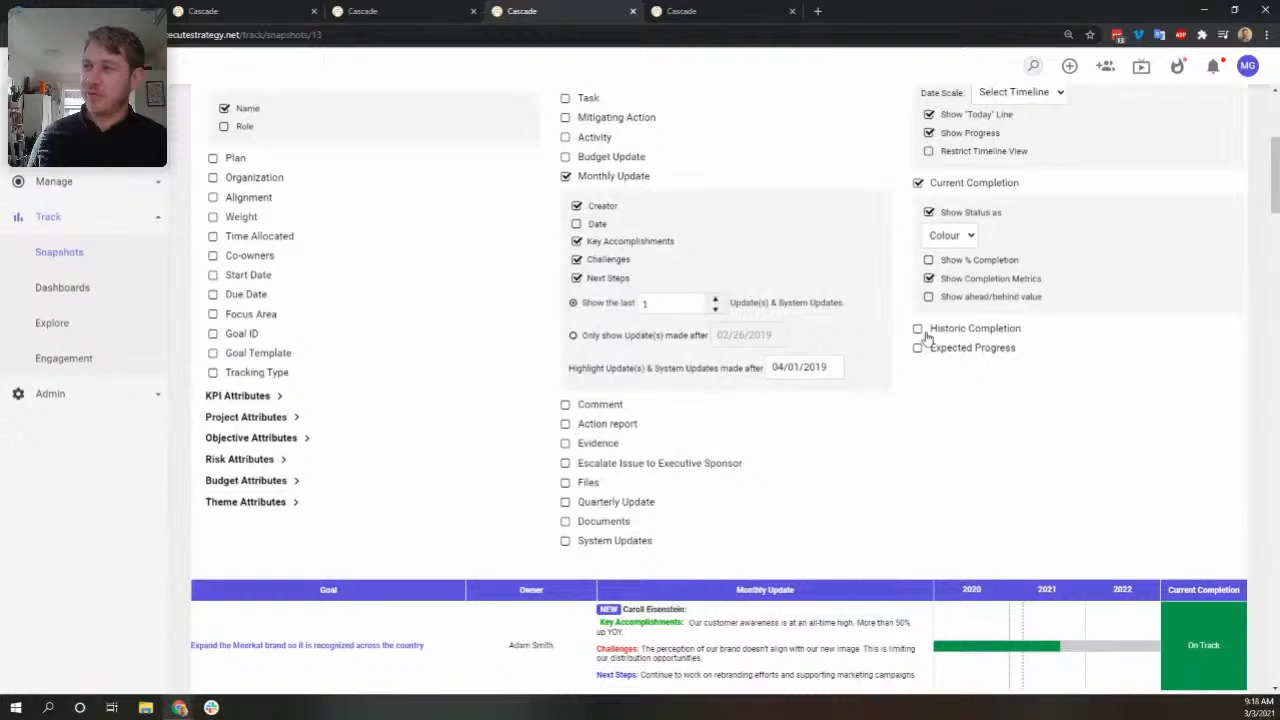 Cascade
Cascade
Cascade
Cascade
ecutestrategy.net/track/snapshots/13
13
ABP
MG
Manage
Track
Snapshots
Dashboards
Explore
Engagement
Admin
Name
Role
Plan
Organization
Alignment
Weight
Time Allocated
Co-owners
Start Date
Due Date
Focus Area
Goal ID
Goal Template
Tracking Type
KPI Attributes
Project Attributes
Objective Attributes
Risk Attributes
Budget Attributes
Theme Attributes
Task
Mitigating Action
Activity
Budget Update
Monthly Update
Creator
Date
Key Accomplishments
Challenges
Next Steps
Show the last 1 Update(s) & System Updates.
Only show Update(s) made after 02/26/2019
Highlight Update(s) & System Updates made after 04/01/2019
Comment
Action report
Evidence
Escalate Issue to Executive Sponsor
Files
Quarterly Update
Documents
System Updates
Date Scale: Select Timeline
Show "Today" Line
Show Progress
Restrict Timeline View
Current Completion
Show Status as
Colour
Show % Completion
Show Completion Metrics
Show ahead/behind value
Historic Completion
Expected Progress
Goal Owner Monthly Update 2020 2021 2022 Current Completion
Expand the Meerkat brand so it is recognized across the country
Adam Smith
NEW Caroll Eisenstein:
Key Accomplishments: Our customer awareness is at an all-time high. More than 50%
up YOY.
Challenges: The perception of our brand doesn't align with our new image. This is limiting
our distribution opportunities.
Next Steps: Continue to work on rebranding efforts and supporting marketing campaigns.
On Track
9:18 AM
3/3/2021